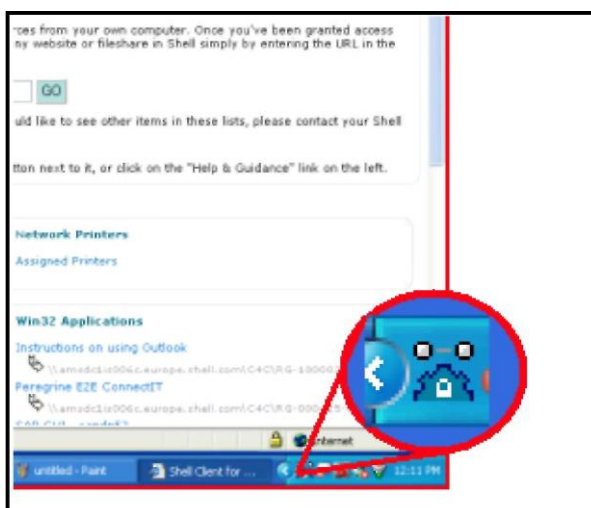 rces from your own computer. Once you've been granted access
ny website or fileshare in Shell simply by entering the URL in the
GO
uld like to see other items in these lists, please contact your Shell
tton next to it, or click on the "Help & Guidance" link on the left.
Network Printers
Assigned Printers
Win32 Applications
Instructions on using Outlook
Peregrine E2E ConnectIT
Internet
untitled - Paint
Shell Client for ...
12:11 PM